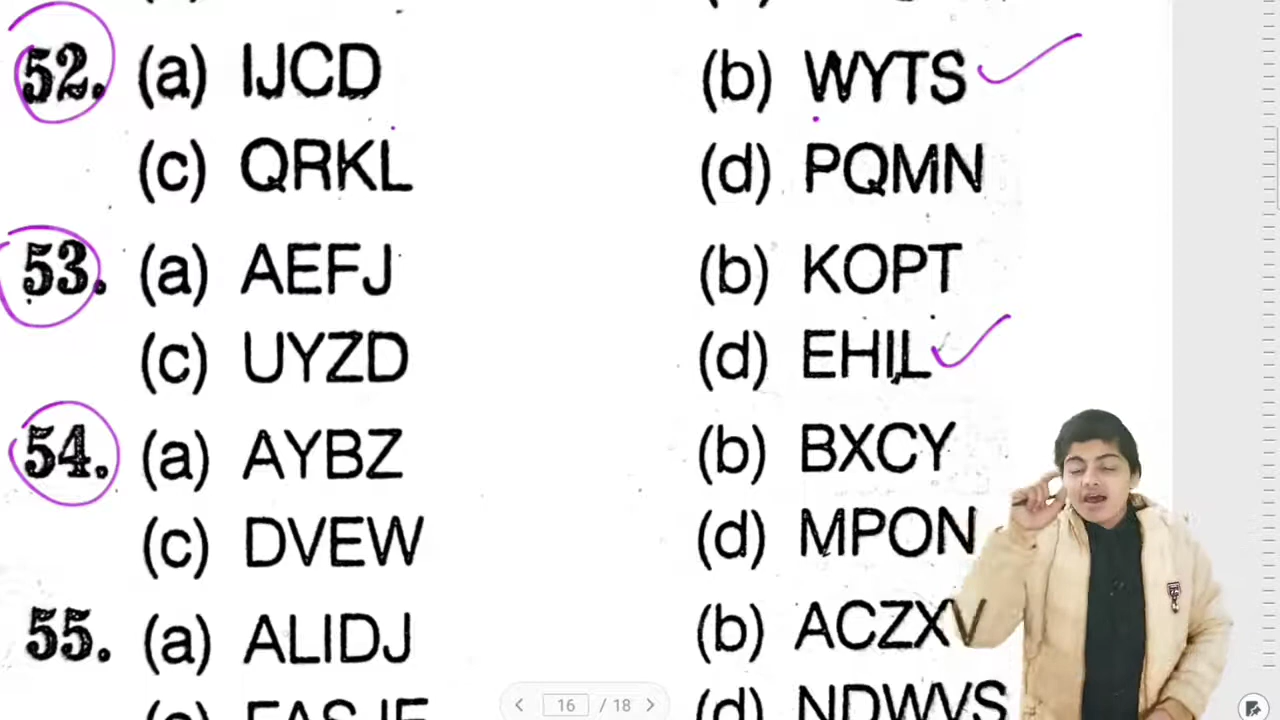 52. (a) IJCD (b) WYTS
(c) QRKL (d) PQMN
53. (a) AEFJ (b) KOPT
(c) UYZD (d) EHIL
54. (a) AYBZ (b) BXCY
(c) DVEW (d) MPON
55. (a) ALIDJ (b) ACZXV
(d) NDWVS
16 / 18